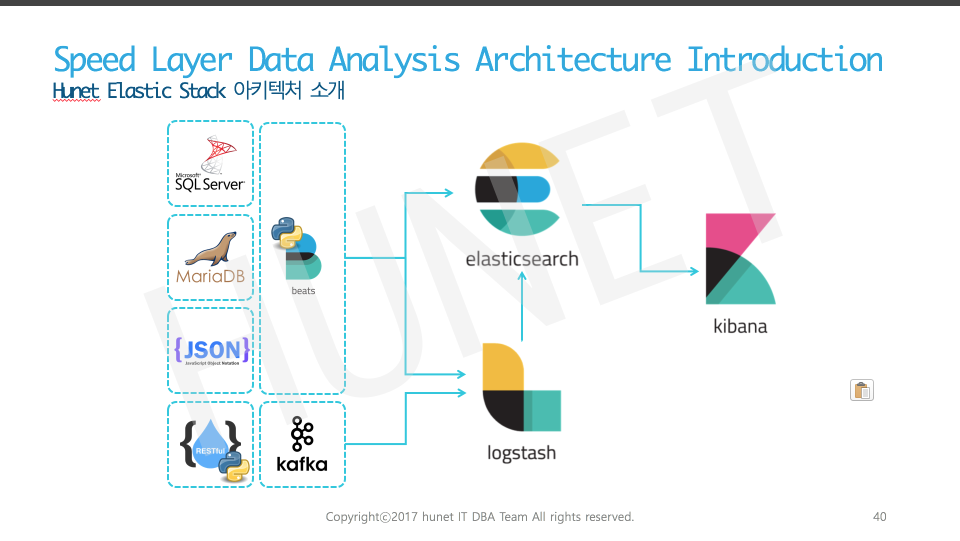 Speed Layer Data Analysis Architecture Introduction
Hunet Elastic Stack 아키텍처 소개
Microsoft®
SQL Server®
MariaDB
{JSON}
JavaScript Object Notation
{RESTful}
beats
kafka
elasticsearch
logstash
kibana
HUNET
Copyrightⓒ2017 hunet IT DBA Team All rights reserved.
40